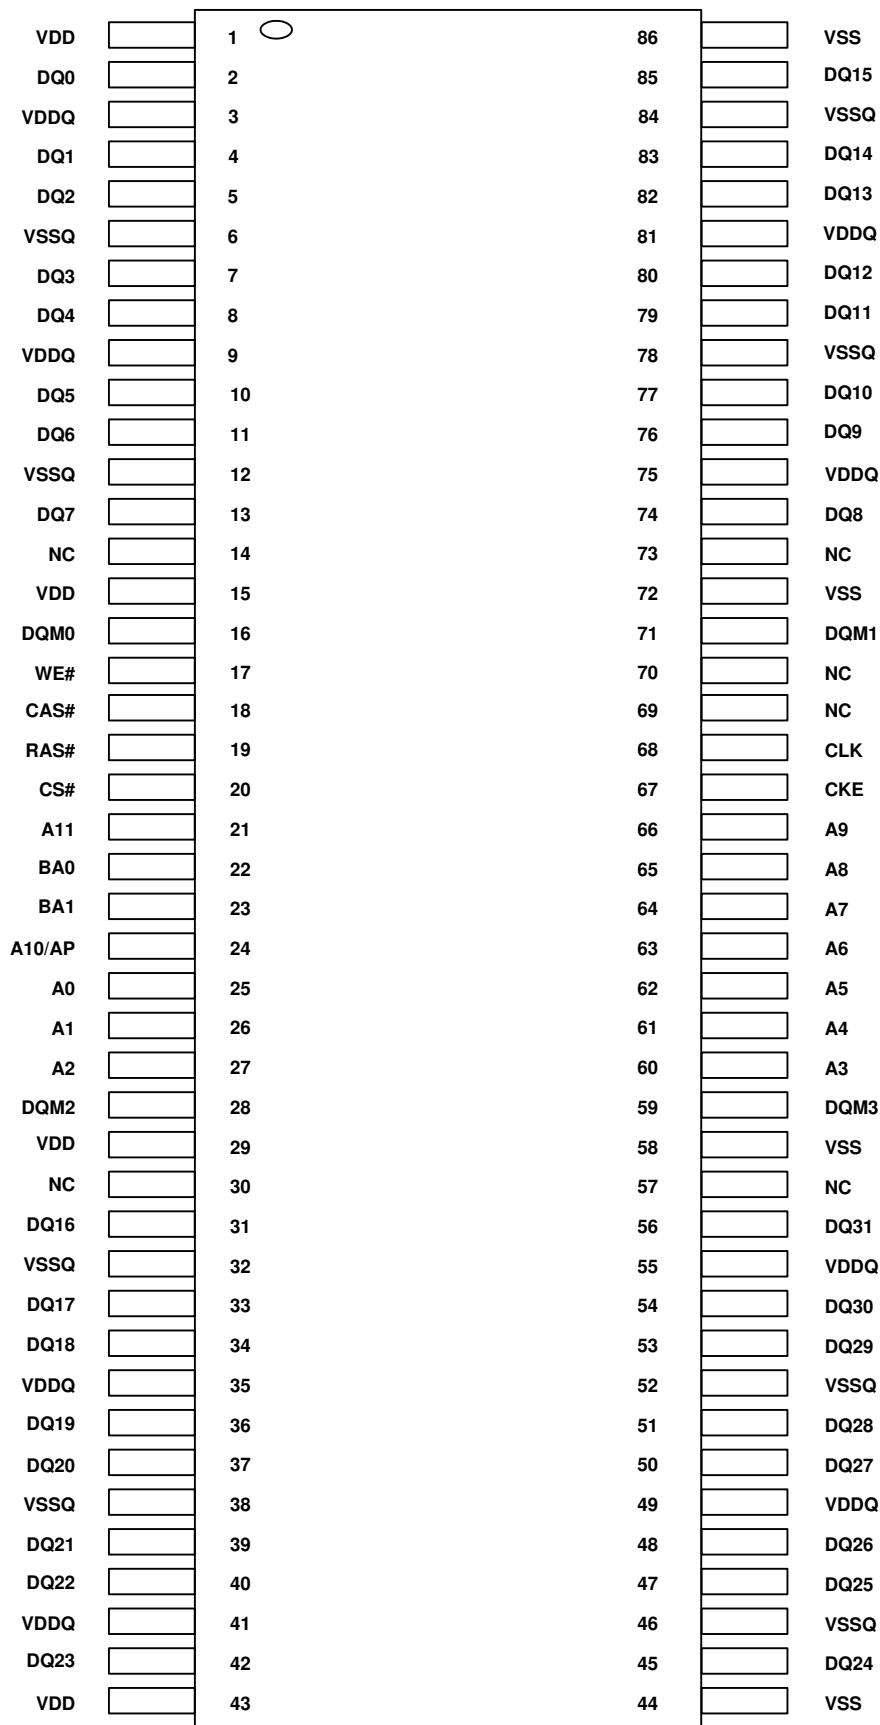 VDD 1 86 VSS
DQ0 2 85 DQ15
VDDQ 3 84 VSSQ
DQ1 4 83 DQ14
DQ2 5 82 DQ13
VSSQ 6 81 VDDQ
DQ3 7 80 DQ12
DQ4 8 79 DQ11
VDDQ 9 78 VSSQ
DQ5 10 77 DQ10
DQ6 11 76 DQ9
VSSQ 12 75 VDDQ
DQ7 13 74 DQ8
NC 14 73 NC
VDD 15 72 VSS
DQM0 16 71 DQM1
WE# 17 70 NC
CAS# 18 69 NC
RAS# 19 68 CLK
CS# 20 67 CKE
A11 21 66 A9
BA0 22 65 A8
BA1 23 64 A7
A10/AP 24 63 A6
A0 25 62 A5
A1 26 61 A4
A2 27 60 A3
DQM2 28 59 DQM3
VDD 29 58 VSS
NC 30 57 NC
DQ16 31 56 DQ31
VSSQ 32 55 VDDQ
DQ17 33 54 DQ30
DQ18 34 53 DQ29
VDDQ 35 52 VSSQ
DQ19 36 51 DQ28
DQ20 37 50 DQ27
VSSQ 38 49 VDDQ
DQ21 39 48 DQ26
DQ22 40 47 DQ25
VDDQ 41 46 VSSQ
DQ23 42 45 DQ24
VDD 43 44 VSS